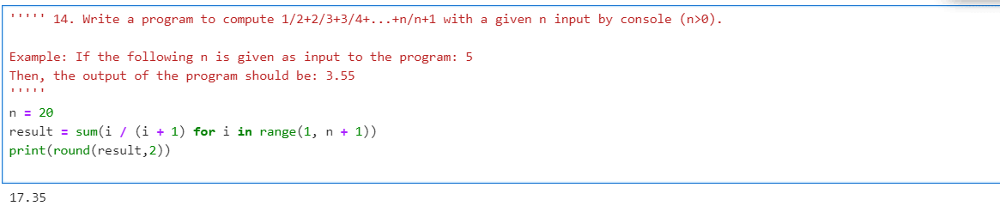 ''''' 14. Write a program to compute 1/2+2/3+3/4+...+n/n+1 with a given n input by console (n>0).
Example: If the following n is given as input to the program: 5
Then, the output of the program should be: 3.55
'''''
n = 20
result = sum(i / (i + 1) for i in range(1, n + 1))
print(round(result,2))
17.35